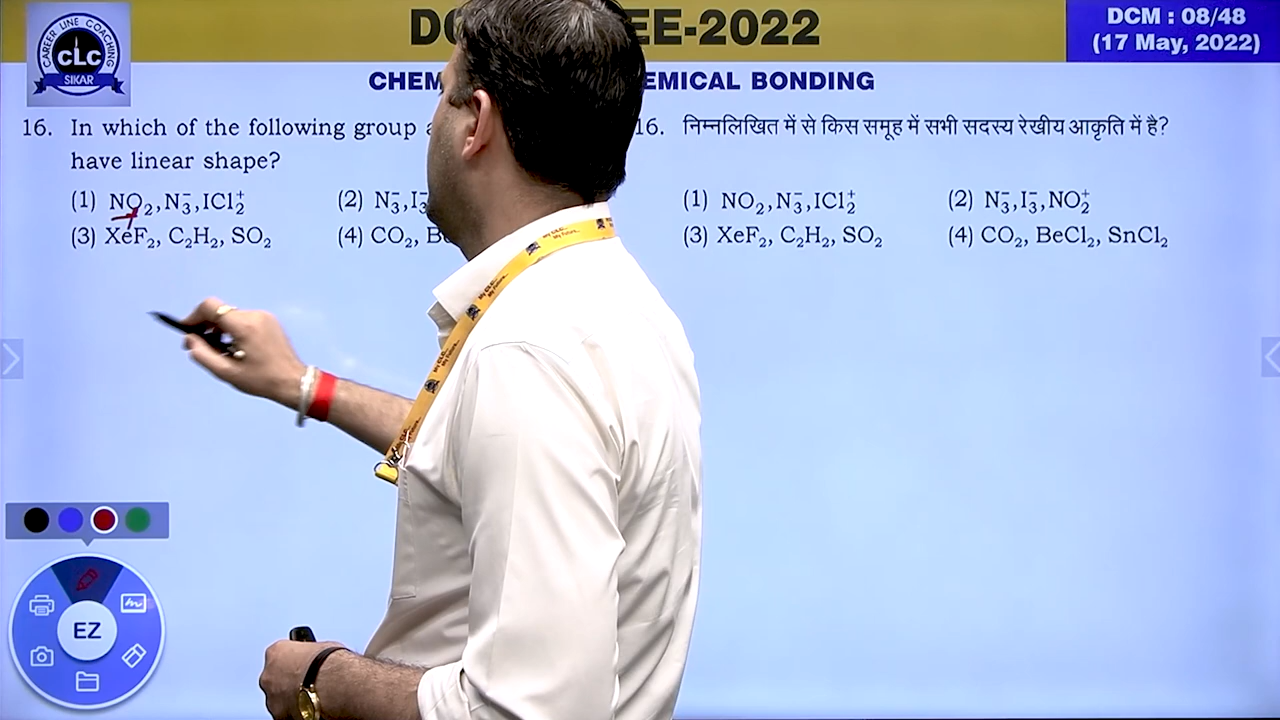 CAREER LINE COACHING
CLC
SIKAR
EE-2022
DCM : 08/48
(17 May, 2022)
EMICAL BONDING
16. In which of the following group
have linear shape?
(1) NO₂, N₃⁻, ICl₂⁺ (2) N₃⁻, I₃⁻
(3) XeF₂, C₂H₂, SO₂ (4) CO₂,
16. निम्नलिखित में से किस समूह में सभी सदस्य रेखीय आकृति में है?
(1) NO₂, N₃⁻, ICl₂⁺ (2) N₃⁻, I₃⁻, NO₂⁺
(3) XeF₂, C₂H₂, SO₂ (4) CO₂, BeCl₂, SnCl₂
EZ